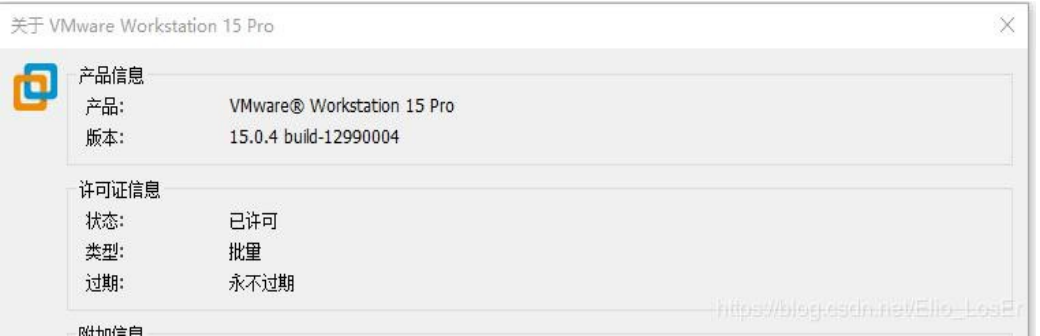 关于 VMware Workstation 15 Pro
产品信息
产品: VMware® Workstation 15 Pro
版本: 15.0.4 build-12990004
许可证信息
状态: 已许可
类型: 批量
过期: 永不过期
https://blog.csdn.net/Elio_LosEr
附加信息